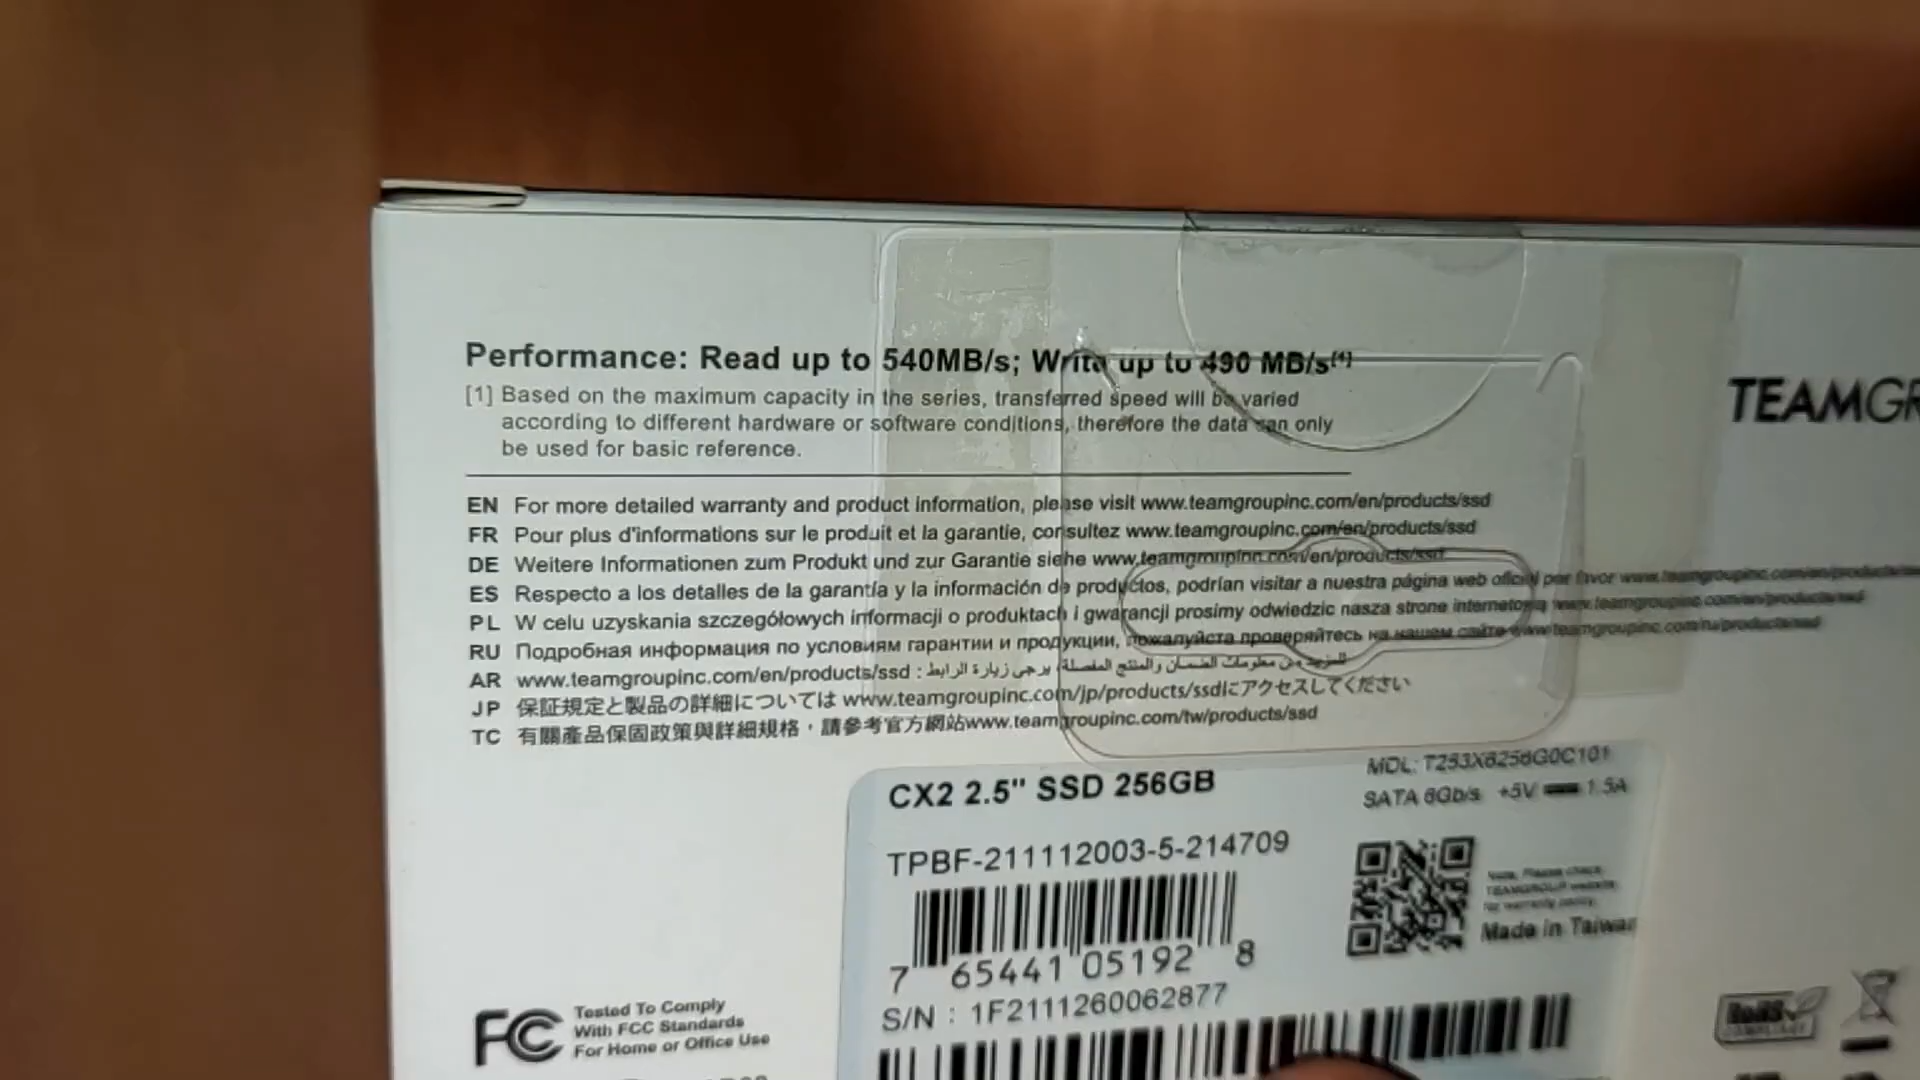 Performance: Read up to 540MB/s; Write up to 490 MB/s[1]
[1] Based on the maximum capacity in the series, transferred speed will be varied
according to different hardware or software conditions, therefore the data can only
be used for basic reference.
TEAMGR
EN For more detailed warranty and product information, please visit www.teamgroupinc.com/en/products/ssd
FR Pour plus d'informations sur le produit et la garantie, consultez www.teamgroupinc.com/en/products/ssd
DE Weitere Informationen zum Produkt und zur Garantie siehe www.teamgroupinc.com/en/products/ssd
ES Respecto a los detalles de la garantía y la información de productos, podrían visitar a nuestra página web oficial por favor www.teamgroupinc.com/en/products/ssd
PL W celu uzyskania szczegółowych informacji o produktach i gwarancji prosimy odwiedzic nasza strone internetową www.teamgroupinc.com/en/products/ssd
RU Подробная информация по условиям гарантии и продукции, пожалуйста проверяйтесь на нашем сайте www.teamgroupinc.com/ru/products/ssd
AR www.teamgroupinc.com/en/products/ssd : للمزيد من معلومات الضمان والمنتج المفصلة، يرجى زيارة الرابط
JP 保証規定と製品の詳細については www.teamgroupinc.com/jp/products/ssdにアクセスしてください
TC 有關產品保固政策與詳細規格，請參考官方網站www.teamgroupinc.com/tw/products/ssd
CX2 2.5" SSD 256GB
MDL: T253X6256G0C101
SATA 6Gb/s +5V 1.5A
TPBF-211112003-5-214709
7 65441 05192 8
Note, Please check
TEAMGROUP website
for warranty policy.
Made in Taiwan
S/N : 1F2111260062877
FC Tested To Comply
With FCC Standards
For Home or Office Use
RoHS
COMPLIANT